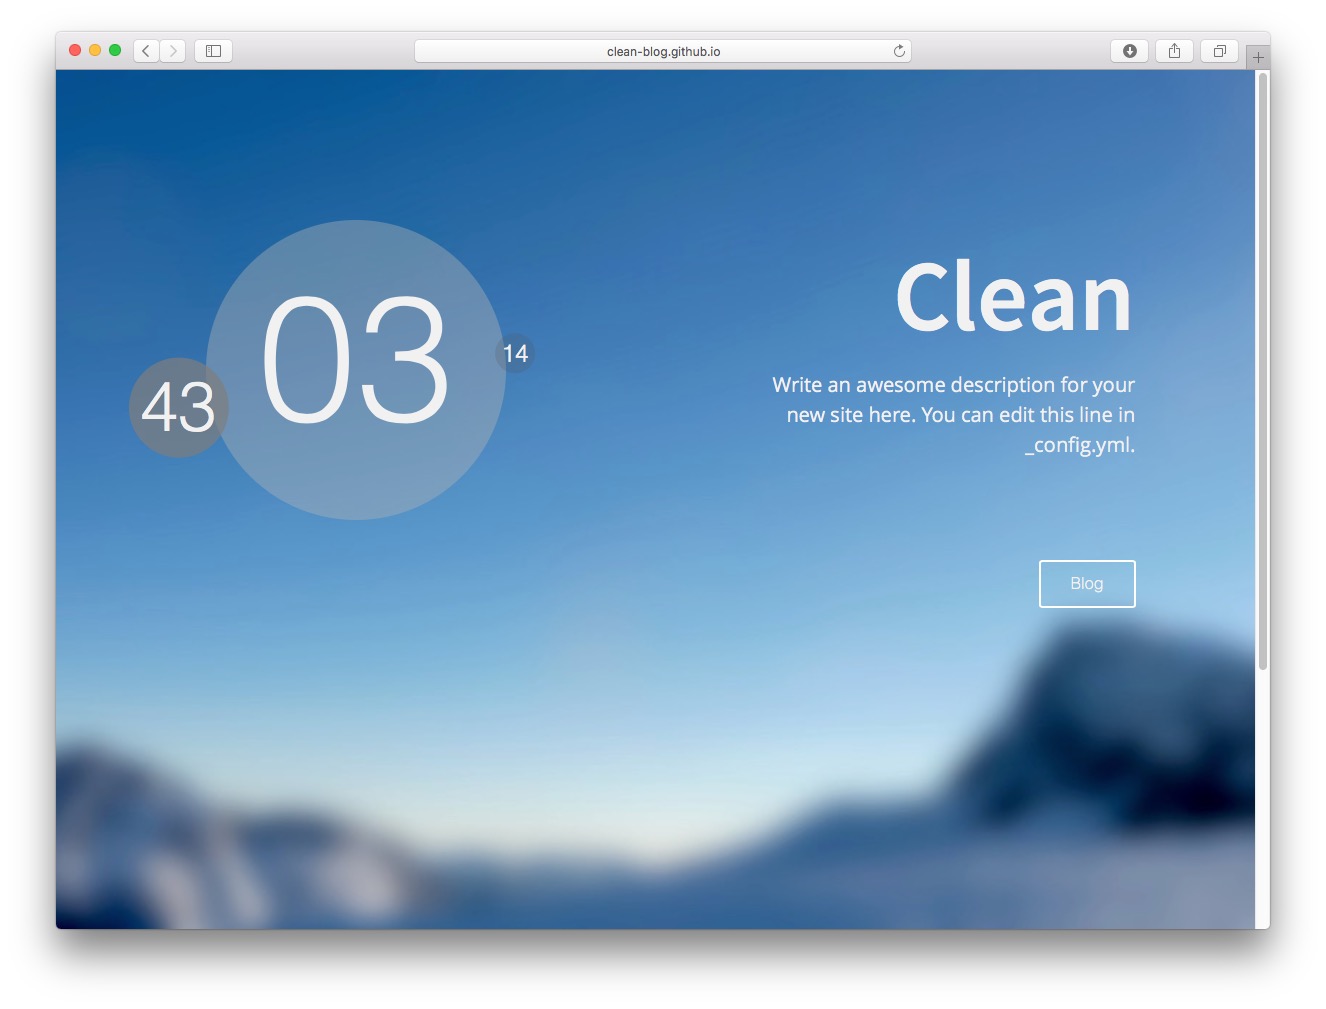 clean-blog.github.io
03
14
43
Clean
Write an awesome description for your
new site here. You can edit this line in
_config.yml.
Blog